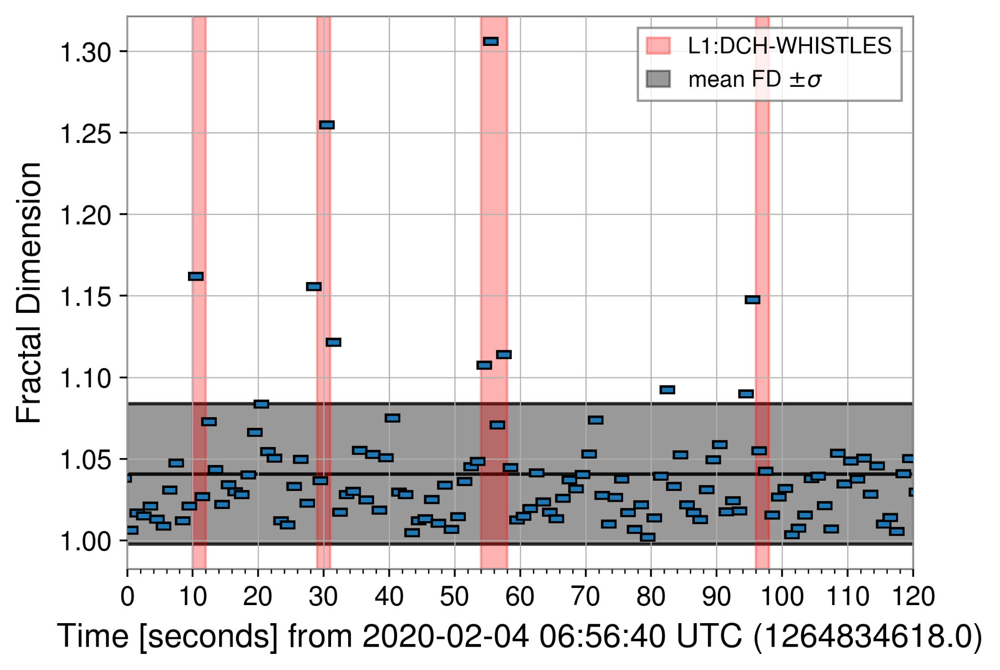 L1:DCH-WHISTLES
mean FD ±σ
Fractal Dimension
1.30
1.25
1.20
1.15
1.10
1.05
1.00
0 10 20 30 40 50 60 70 80 90 100 110 120
Time [seconds] from 2020-02-04 06:56:40 UTC (1264834618.0)